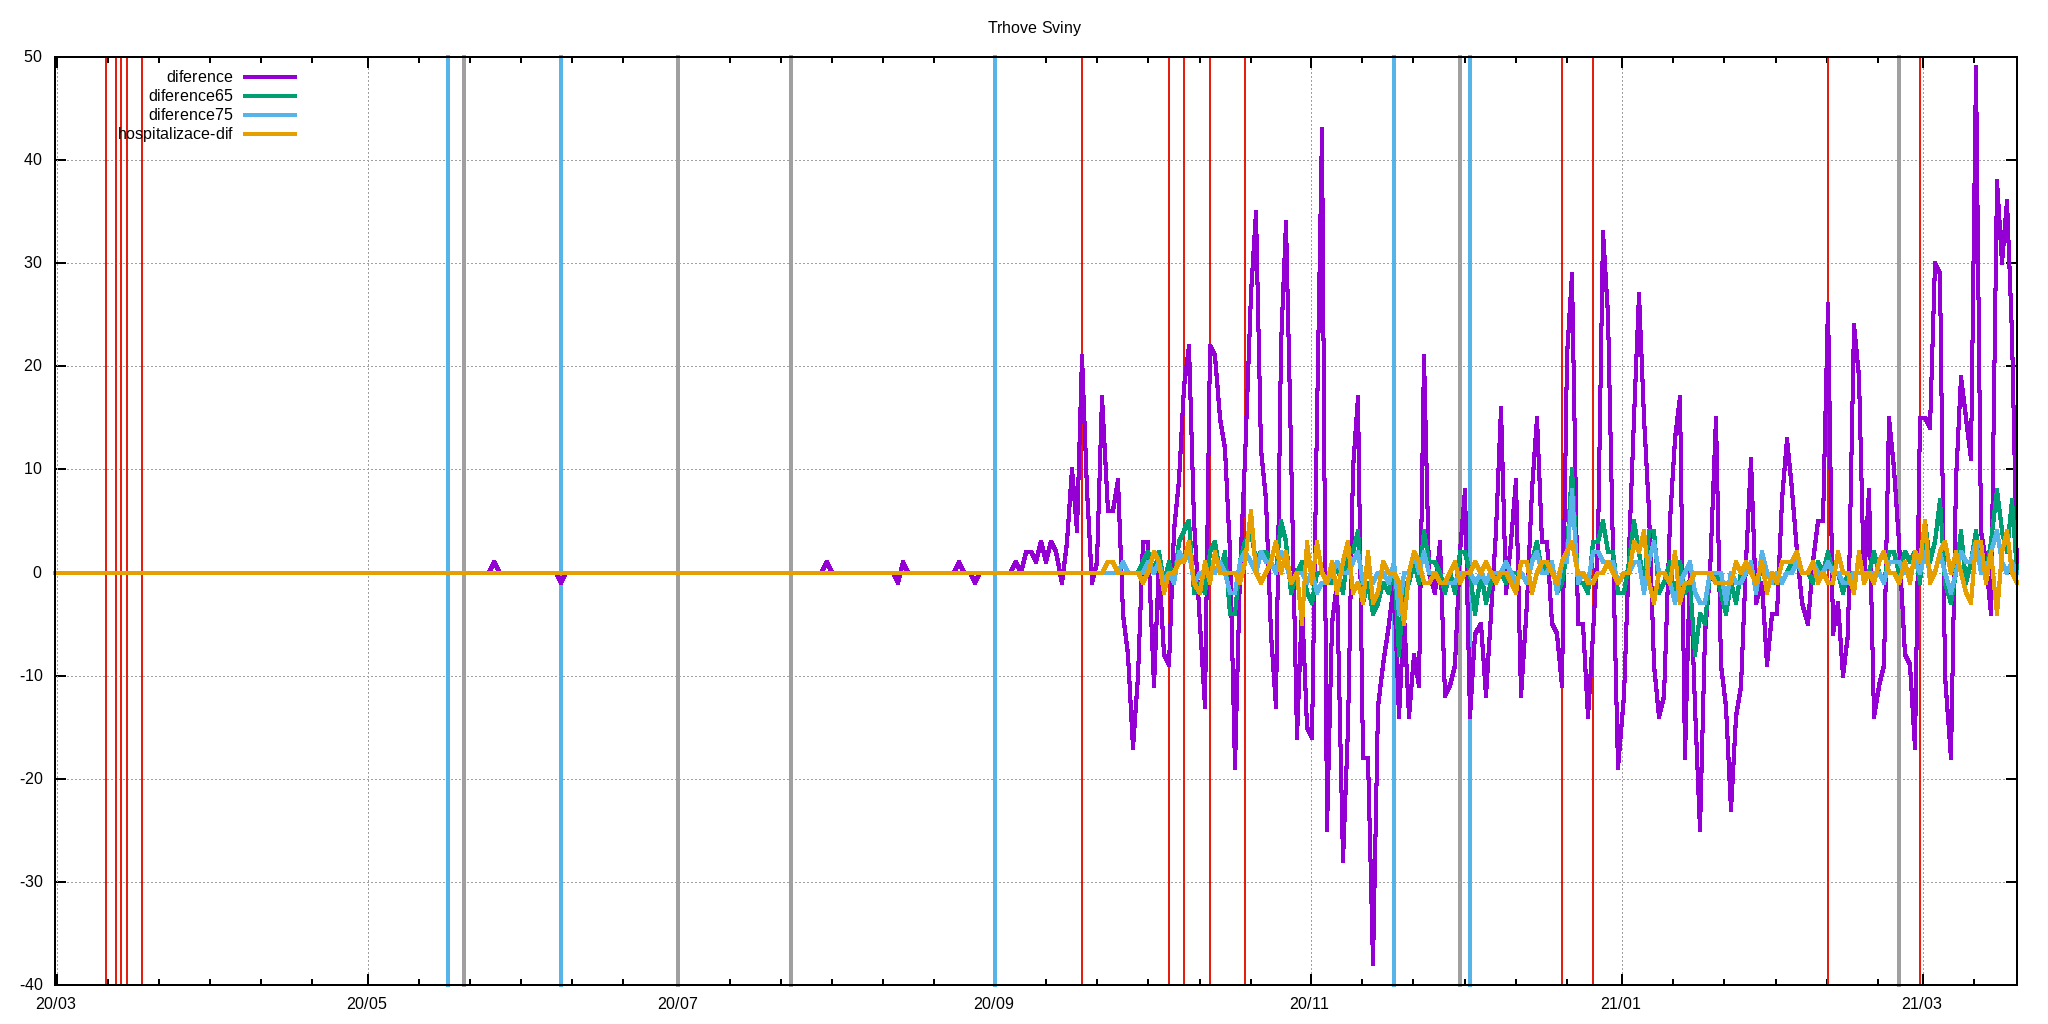 Trhove Sviny
50
diference
diference65
diference75
hospitalizace-dif
40
30
20
10
0
-10
-20
-30
-40
20/03 20/05 20/07 20/09 20/11 21/01 21/03